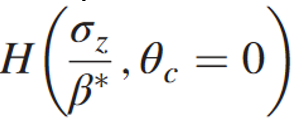 H(σ_z/β*, θ_c = 0)